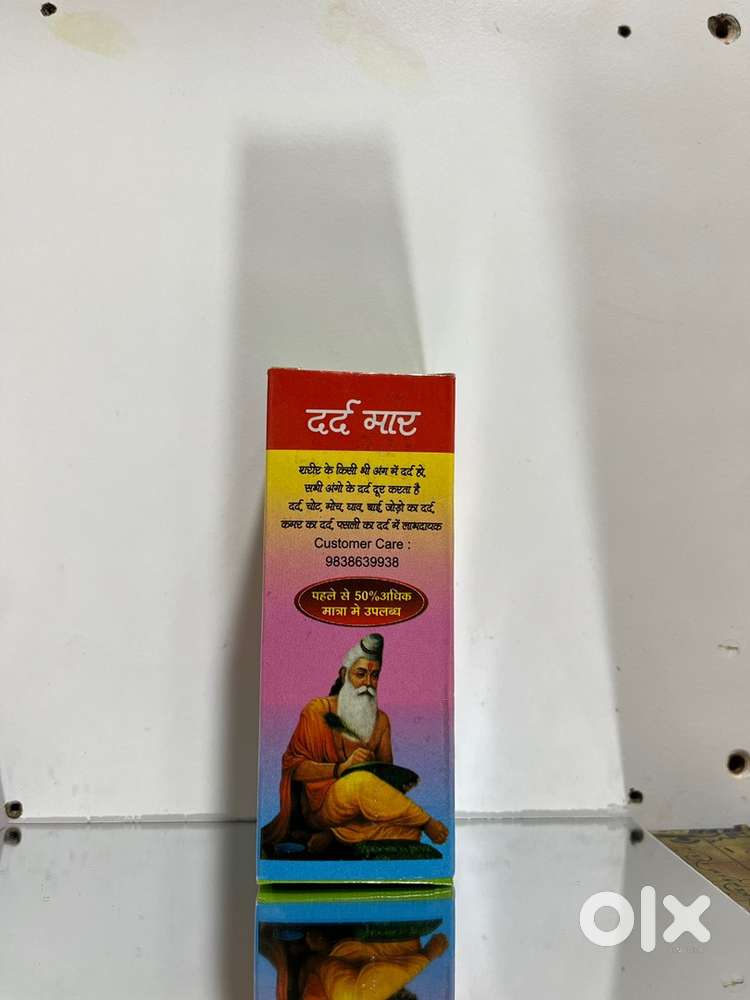 दर्द मार
शरीर के किसी भी अंग में दर्द हो,
सभी अंगो के दर्द दूर करता है
दर्द, चोट, मोच, घाव, बाई, जोड़ो का दर्द,
कमर का दर्द, पसली का दर्द में लाभदायक
Customer Care :
9838639938
पहले से 50%अधिक
मात्रा मे उपलब्ध
olx